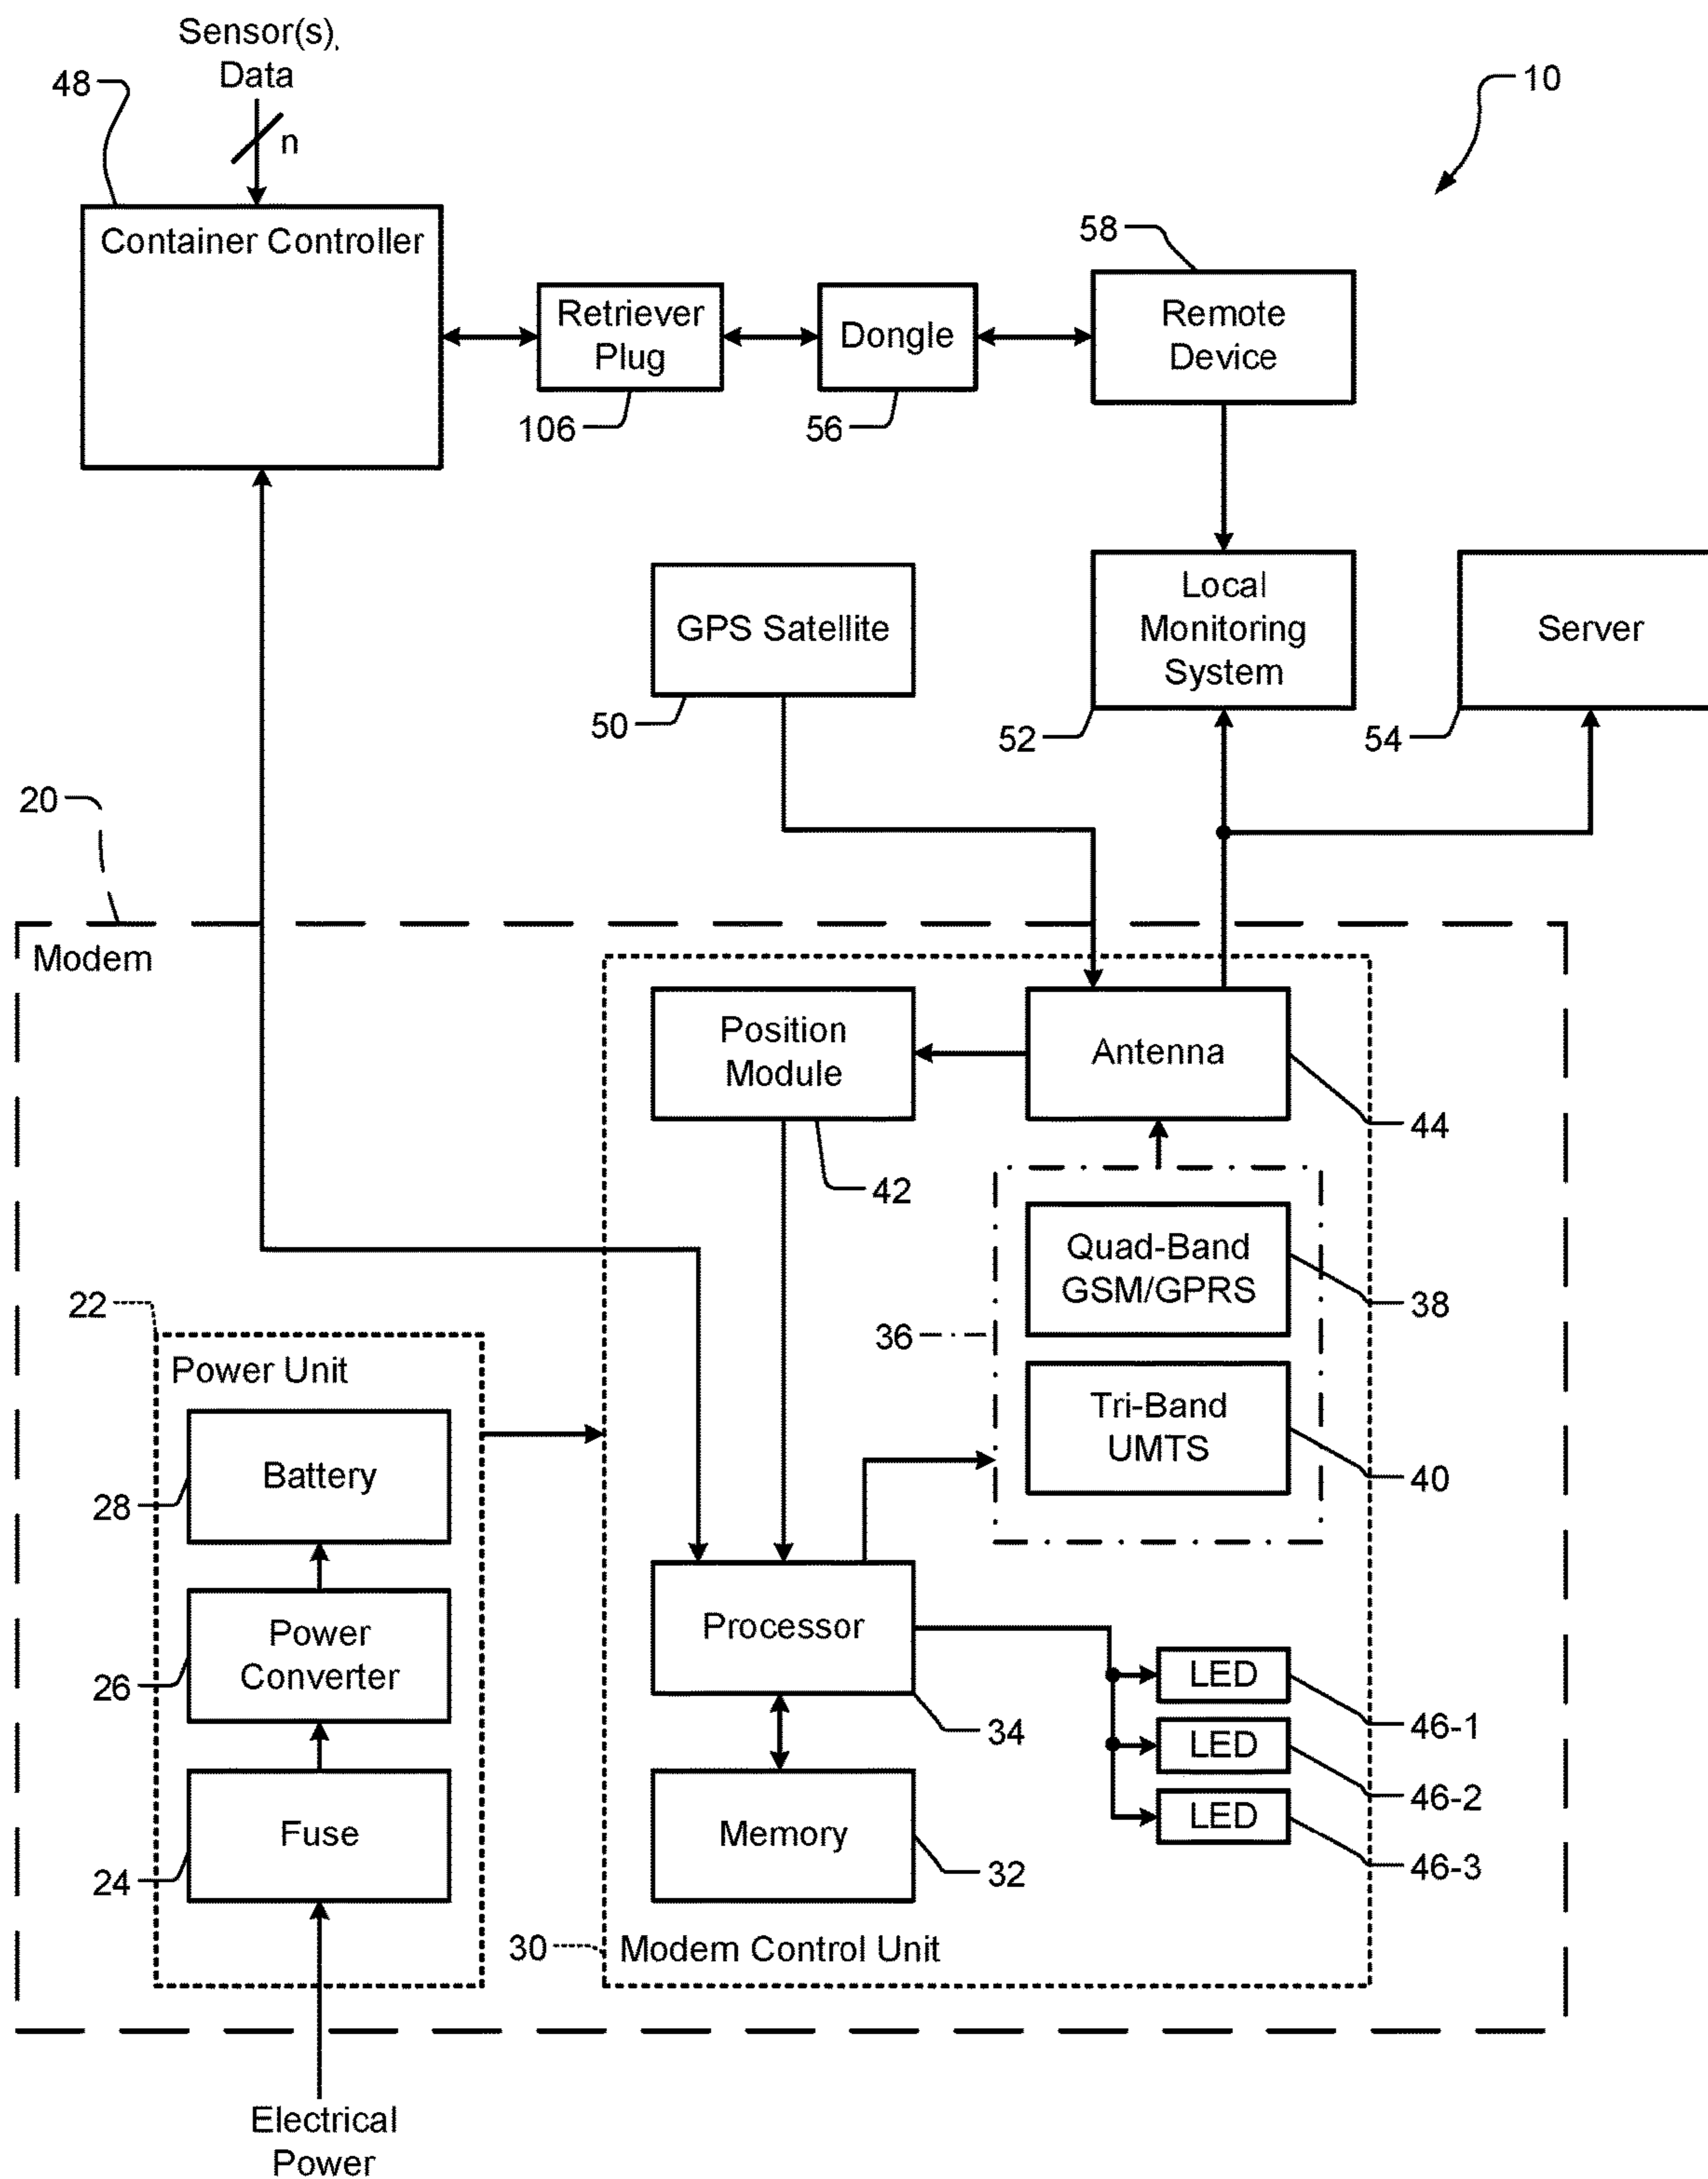 Sensor(s),
Data
48
n
10
Container Controller
58
Retriever
Plug
Dongle
Remote
Device
106
56
GPS Satellite
Local
Monitoring
System
Server
50
52
54
20
Modem
Position
Module
Antenna
44
42
Quad-Band
GSM/GPRS
38
36
22
Power Unit
Tri-Band
UMTS
40
Battery
28
Power
Converter
26
Processor
34
LED
46-1
LED
46-2
LED
46-3
Fuse
24
Memory
32
30
Modem Control Unit
Electrical
Power